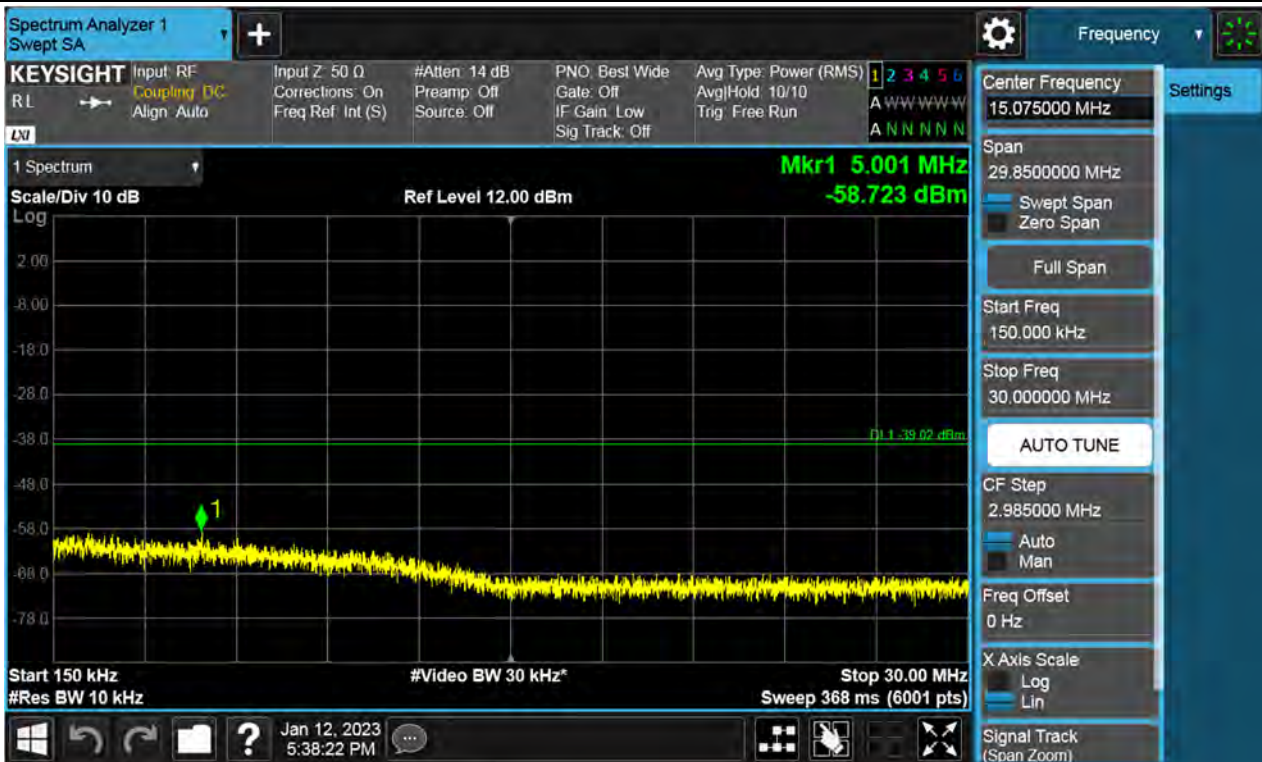 Spectrum Analyzer 1
Swept SA
Frequency
KEYSIGHT
RL
LXI
Input: RF
Coupling: DC
Align: Auto
Input Z: 50 Ω
Corrections: On
Freq Ref: Int (S)
#Atten: 14 dB
Preamp: Off
Source: Off
PNO: Best Wide
Gate: Off
IF Gain: Low
Sig Track: Off
Avg Type: Power (RMS)
Avg|Hold: 10/10
Trig: Free Run
1 2 3 4 5 6
A W W W W W
A N N N N N
1 Spectrum
Mkr1 5.001 MHz
Scale/Div 10 dB
Ref Level 12.00 dBm
-58.723 dBm
Log
2.00
-8.00
-18.0
-28.0
-38.0
DL1 -39.02 dBm
-48.0
1
-58.0
-68.0
-78.0
Start 150 kHz
#Video BW 30 kHz*
Stop 30.00 MHz
#Res BW 10 kHz
Sweep 368 ms (6001 pts)
Jan 12, 2023
5:38:22 PM
Center Frequency
15.075000 MHz
Settings
Span
29.8500000 MHz
Swept Span
Zero Span
Full Span
Start Freq
150.000 kHz
Stop Freq
30.000000 MHz
AUTO TUNE
CF Step
2.985000 MHz
Auto
Man
Freq Offset
0 Hz
X Axis Scale
Log
Lin
Signal Track
(Span Zoom)